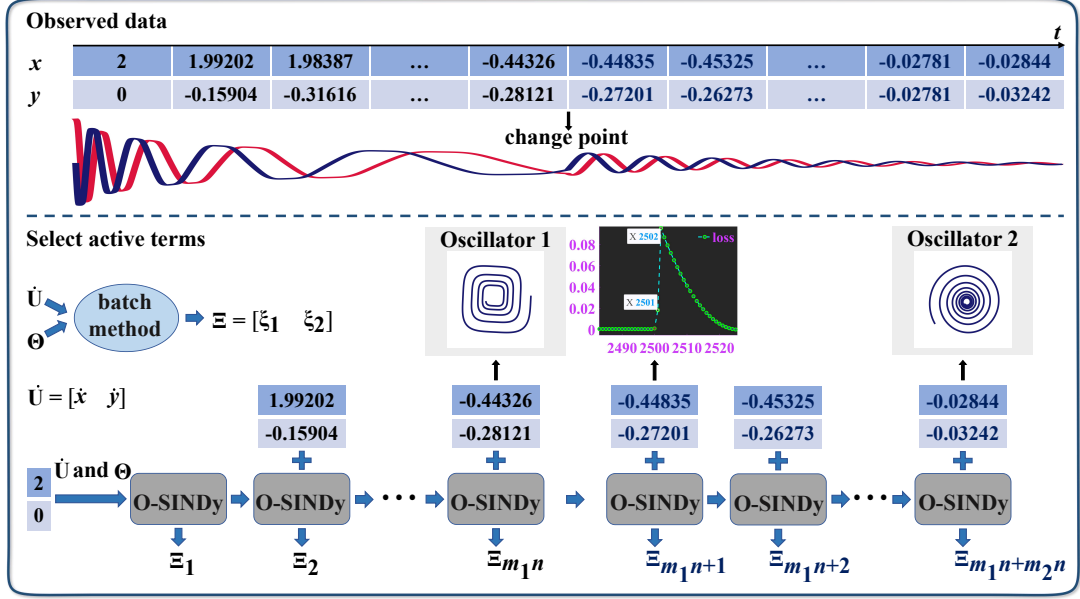 Observed data
t
x 2 1.99202 1.98387 ... -0.44326 -0.44835 -0.45325 ... -0.02781 -0.02844
y 0 -0.15904 -0.31616 ... -0.28121 -0.27201 -0.26273 ... -0.02781 -0.03242
change point
Select active terms
Oscillator 1
0.08
0.06
0.04
0.02
0
X 2502
X 2501
loss
2490 2500 2510 2520
Oscillator 2
U̇
Θ
batch
method
Ξ = [ξ1 ξ2]
U̇ = [ẋ ẏ]
1.99202 -0.44326 -0.44835 -0.45325 -0.02844
-0.15904 -0.28121 -0.27201 -0.26273 -0.03242
2
0
U̇ and Θ
O-SINDy O-SINDy ... O-SINDy O-SINDy O-SINDy ... O-SINDy
Ξ1 Ξ2 Ξm1n Ξm1n+1 Ξm1n+2 Ξm1n+m2n